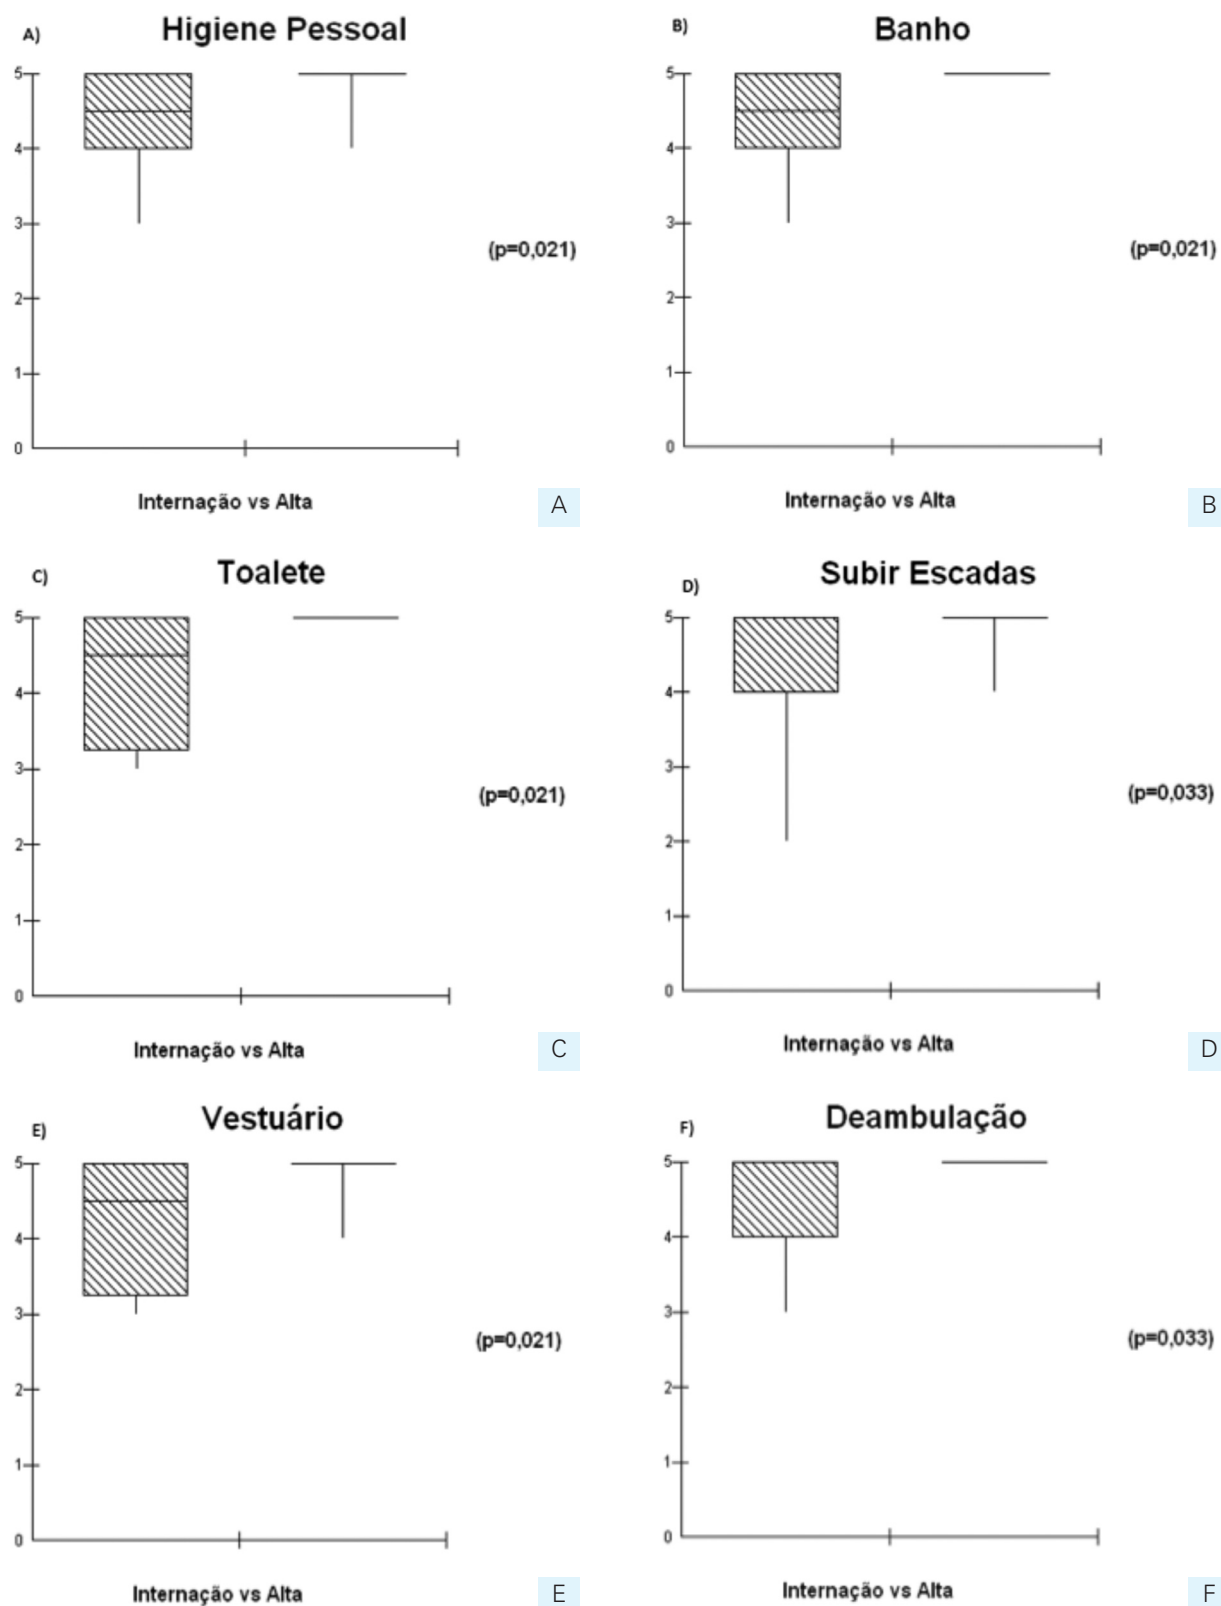 A)
Higiene Pessoal
5
4
3
2
1
0
(p=0,021)
Internação vs Alta
A
B)
Banho
5
4
3
2
1
0
(p=0,021)
Internação vs Alta
B
C)
Toalete
5
4
3
2
1
0
(p=0,021)
Internação vs Alta
C
D)
Subir Escadas
5
4
3
2
1
0
(p=0,033)
Internação vs Alta
D
E)
Vestuário
5
4
3
2
1
0
(p=0,021)
Internação vs Alta
E
F)
Deambulação
5
4
3
2
1
0
(p=0,033)
Internação vs Alta
F